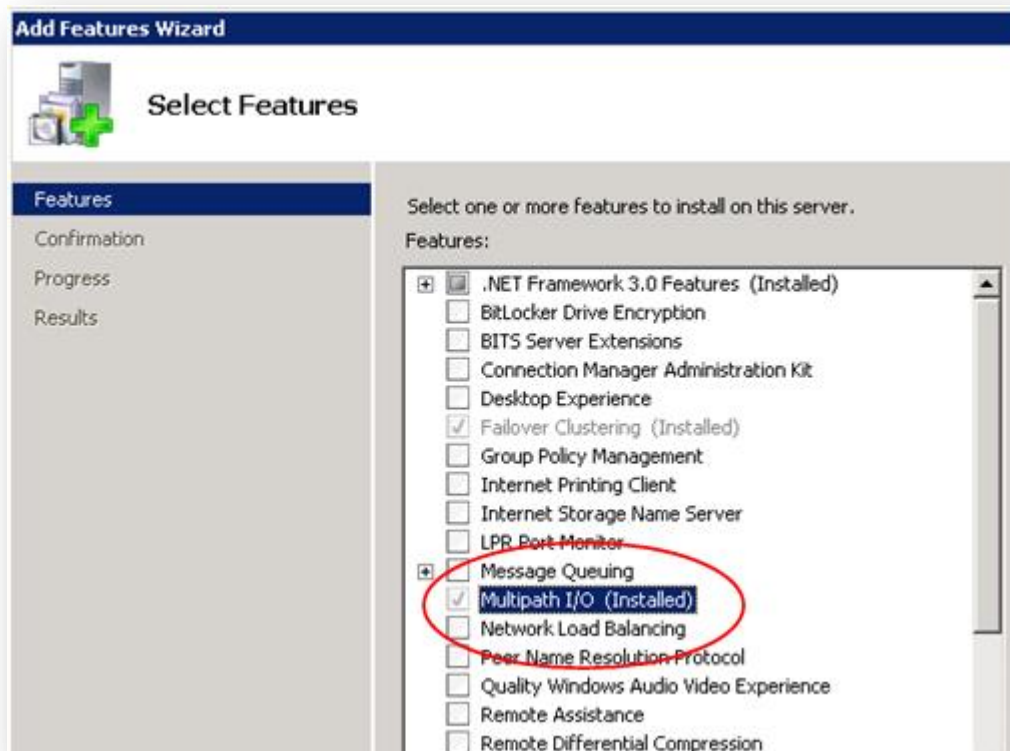 Add Features Wizard
Select Features
Features
Confirmation
Progress
Results
Select one or more features to install on this server.
Features:
.NET Framework 3.0 Features (Installed)
BitLocker Drive Encryption
BITS Server Extensions
Connection Manager Administration Kit
Desktop Experience
Failover Clustering (Installed)
Group Policy Management
Internet Printing Client
Internet Storage Name Server
LPR Port Monitor
Message Queuing
Multipath I/O (Installed)
Network Load Balancing
Peer Name Resolution Protocol
Quality Windows Audio Video Experience
Remote Assistance
Remote Differential Compression